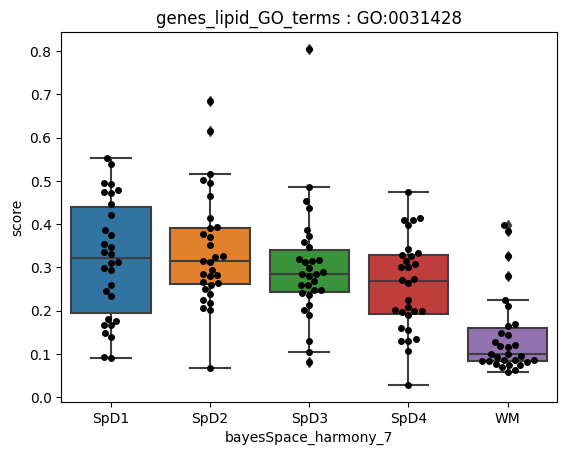 genes_lipid_GO_terms : GO:0031428
0.8
0.7
0.6
0.5
0.4
0.3
0.2
0.1
0.0
score
SpD1 SpD2 SpD3 SpD4 WM
bayesSpace_harmony_7